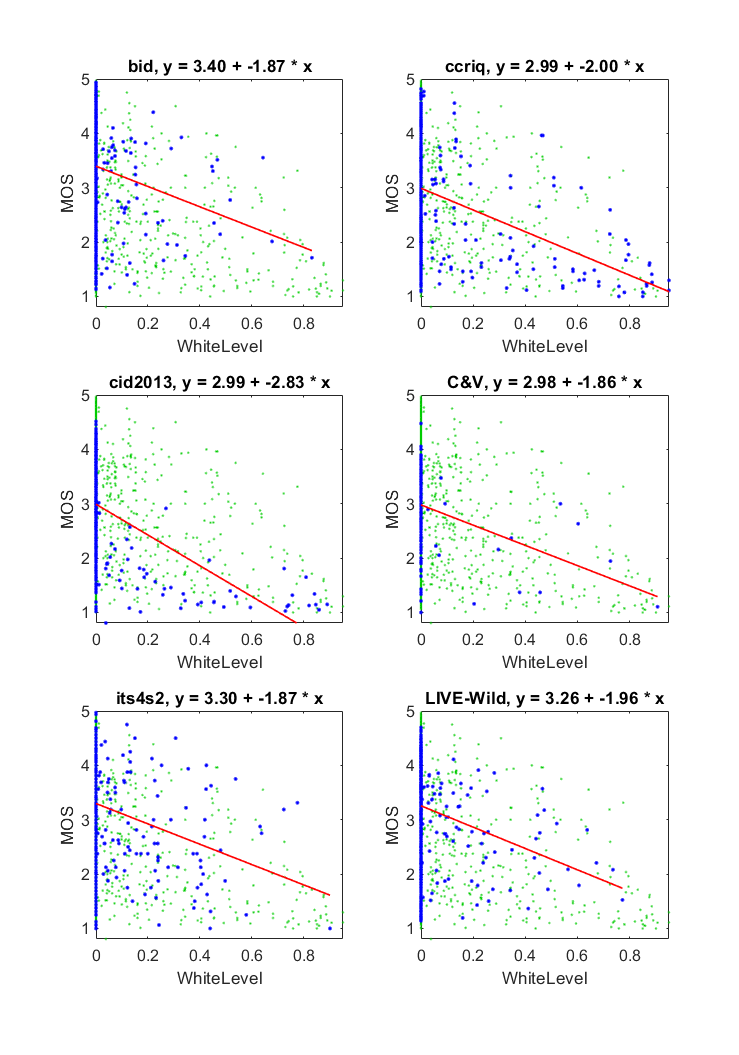 bid, y = 3.40 + -1.87 * x
5
4
3
2
1
MOS
0 0.2 0.4 0.6 0.8
WhiteLevel
ccriq, y = 2.99 + -2.00 * x
5
4
3
2
1
MOS
0 0.2 0.4 0.6 0.8
WhiteLevel
cid2013, y = 2.99 + -2.83 * x
5
4
3
2
1
MOS
0 0.2 0.4 0.6 0.8
WhiteLevel
C&V, y = 2.98 + -1.86 * x
5
4
3
2
1
MOS
0 0.2 0.4 0.6 0.8
WhiteLevel
its4s2, y = 3.30 + -1.87 * x
5
4
3
2
1
MOS
0 0.2 0.4 0.6 0.8
WhiteLevel
LIVE-Wild, y = 3.26 + -1.96 * x
5
4
3
2
1
MOS
0 0.2 0.4 0.6 0.8
WhiteLevel